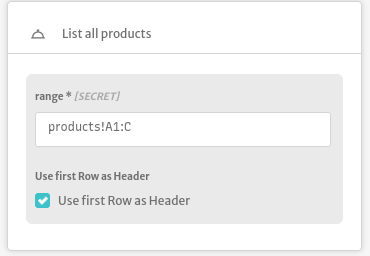 List all products
range * [SECRET]
products!A1:C
Use first Row as Header
Use first Row as Header